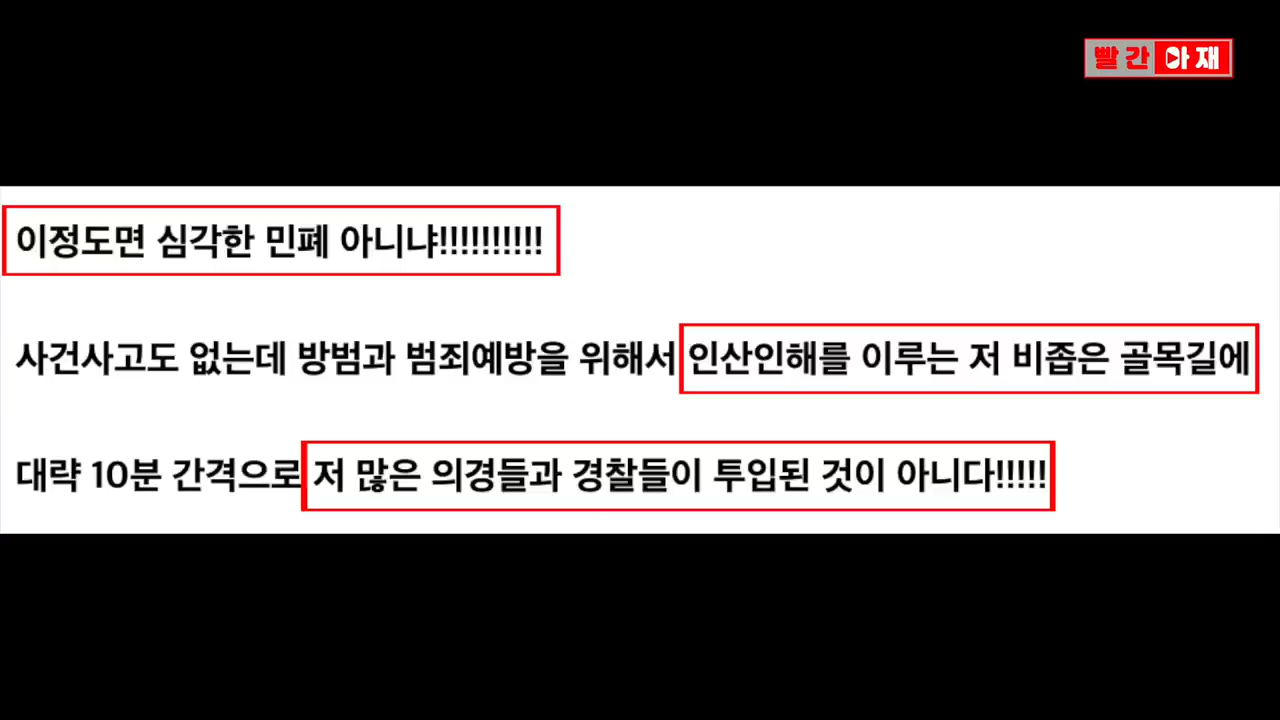 빨간아재
이정도면 심각한 민폐 아니냐!!!!!!!!!!
사건사고도 없는데 방범과 범죄예방을 위해서 인산인해를 이루는 저 비좁은 골목길에
대략 10분 간격으로 저 많은 의경들과 경찰들이 투입된 것이 아니다!!!!!